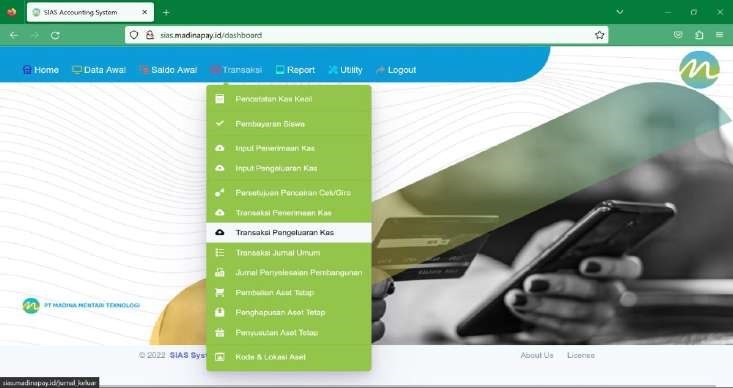 SIAS Accounting System
sias.madinapay.id/dashboard
Home Data Awal Saldo Awal Transaksi Report Utility Logout
Pencatatan Kas Kecil
Pembayaran Siswa
Input Penerimaan Kas
Input Pengeluaran Kas
Persetujuan Pencairan Cek/Giro
Transaksi Penerimaan Kas
Transaksi Pengeluaran Kas
Transaksi Jurnal Umum
Jurnal Penyelesaian Pembangunan
Pembelian Aset Tetap
PT MADINA MENTARI TEKNOLOGI
Penghapusan Aset Tetap
Penyusutan Aset Tetap
© 2022 SIAS Syst
Kode & Lokasi Aset
About Us License
sias.madinapay.id/jurnal_keluar